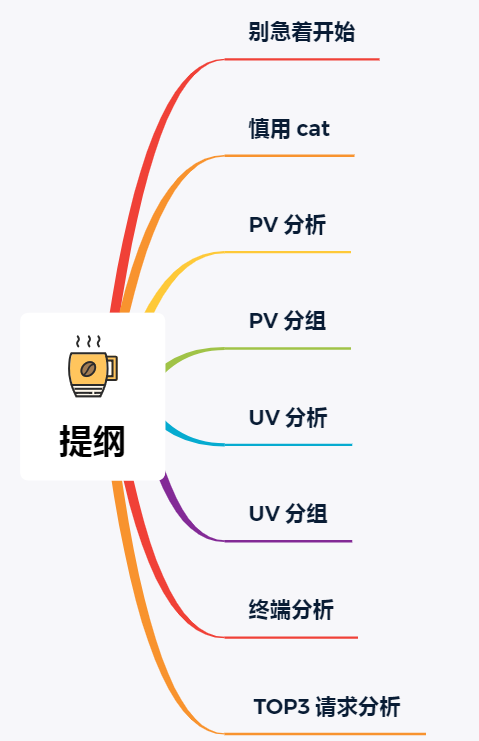 别急着开始
慎用 cat
PV 分析
PV 分组
提纲
UV 分析
UV 分组
终端分析
TOP3 请求分析